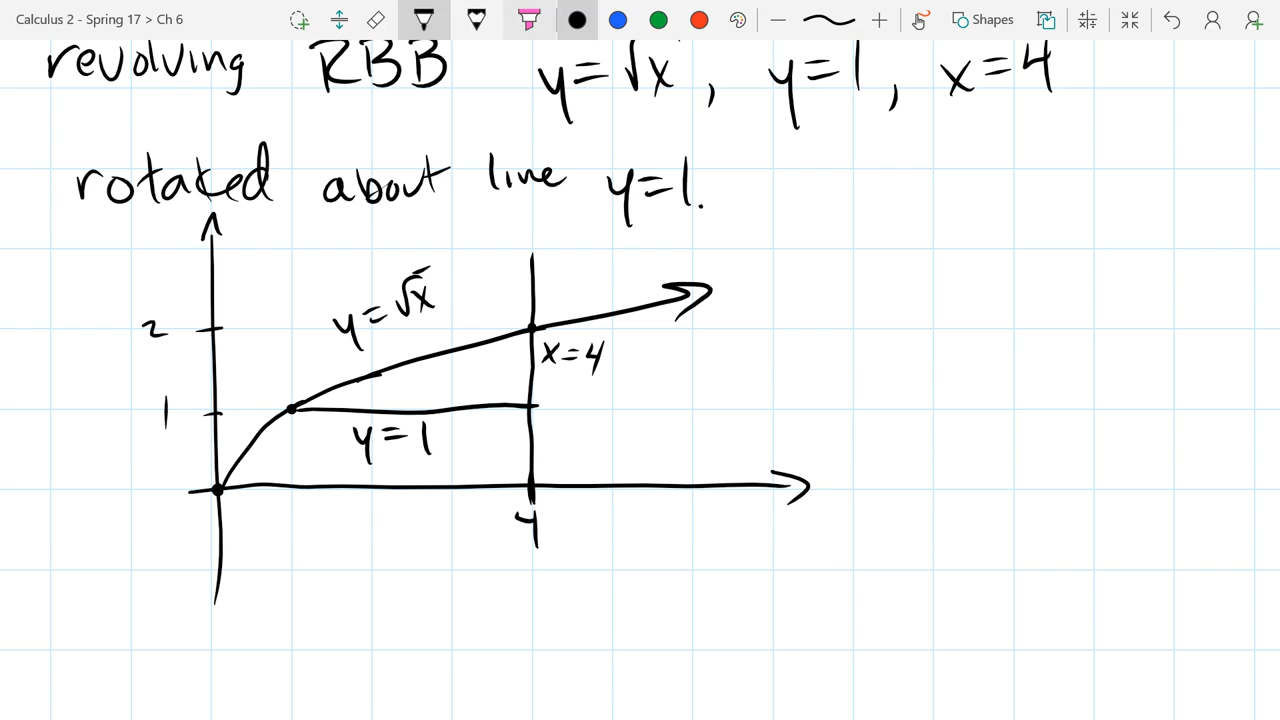 Calculus 2 - Spring 17 > Ch 6
Shapes
revolving RBB y=√x, y=1, x=4
rotated about line y=1.
y=√x
2
x=4
1
y=1
4